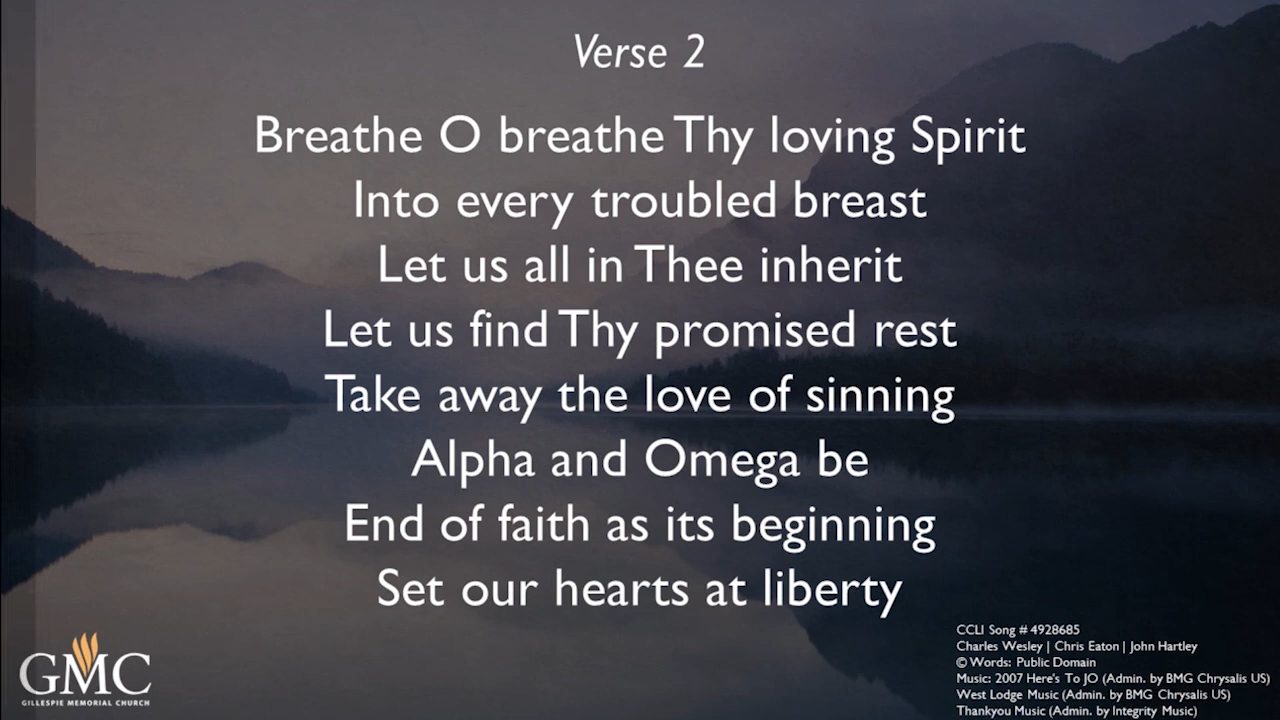 Verse 2
Breathe O breathe Thy loving Spirit
Into every troubled breast
Let us all in Thee inherit
Let us find Thy promised rest
Take away the love of sinning
Alpha and Omega be
End of faith as its beginning
Set our hearts at liberty
CCLI Song # 4928685
Charles Wesley | Chris Eaton | John Hartley
© Words: Public Domain
Music: 2007 Here's To JO (Admin. by BMG Chrysalis US)
West Lodge Music (Admin. by BMG Chrysalis US)
Thankyou Music (Admin. by Integrity Music)
GMC
GILLESPIE MEMORIAL CHURCH